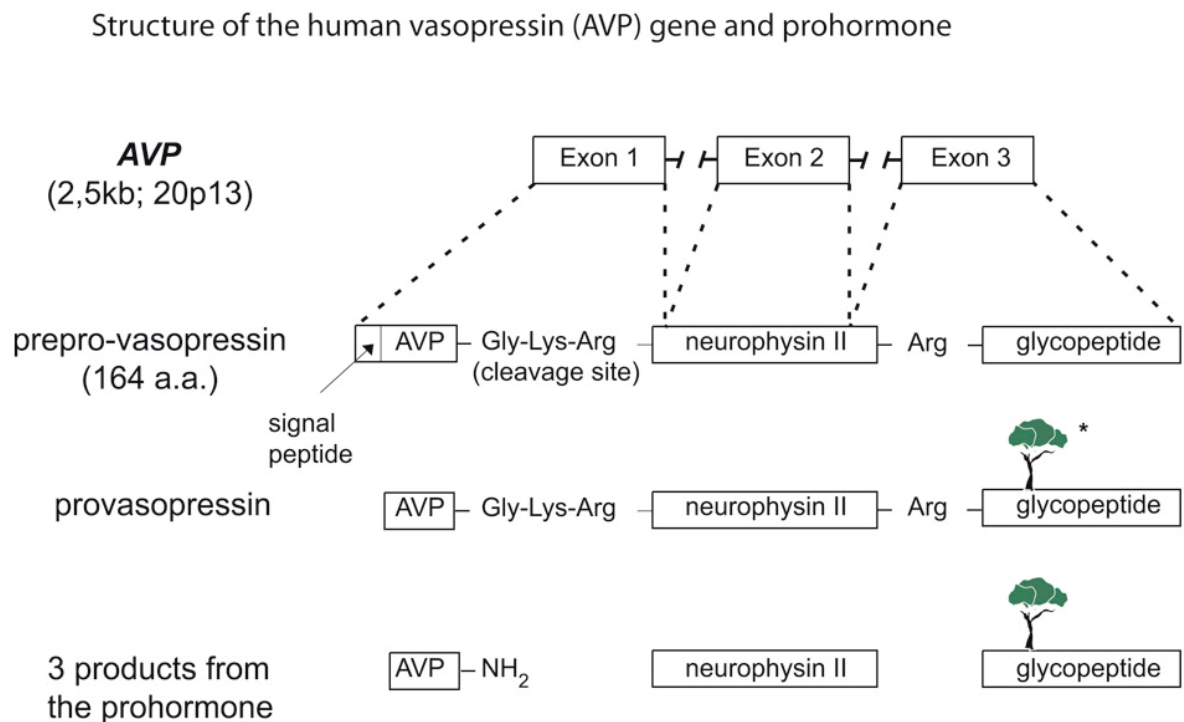 Structure of the human vasopressin (AVP) gene and prohormone
AVP
(2,5kb; 20p13)
Exon 1
Exon 2
Exon 3
prepro-vasopressin
(164 a.a.)
AVP
Gly-Lys-Arg
(cleavage site)
neurophysin II
Arg
glycopeptide
signal
peptide
*
provasopressin
AVP
Gly-Lys-Arg
neurophysin II
Arg
glycopeptide
3 products from
the prohormone
AVP
NH2
neurophysin II
glycopeptide